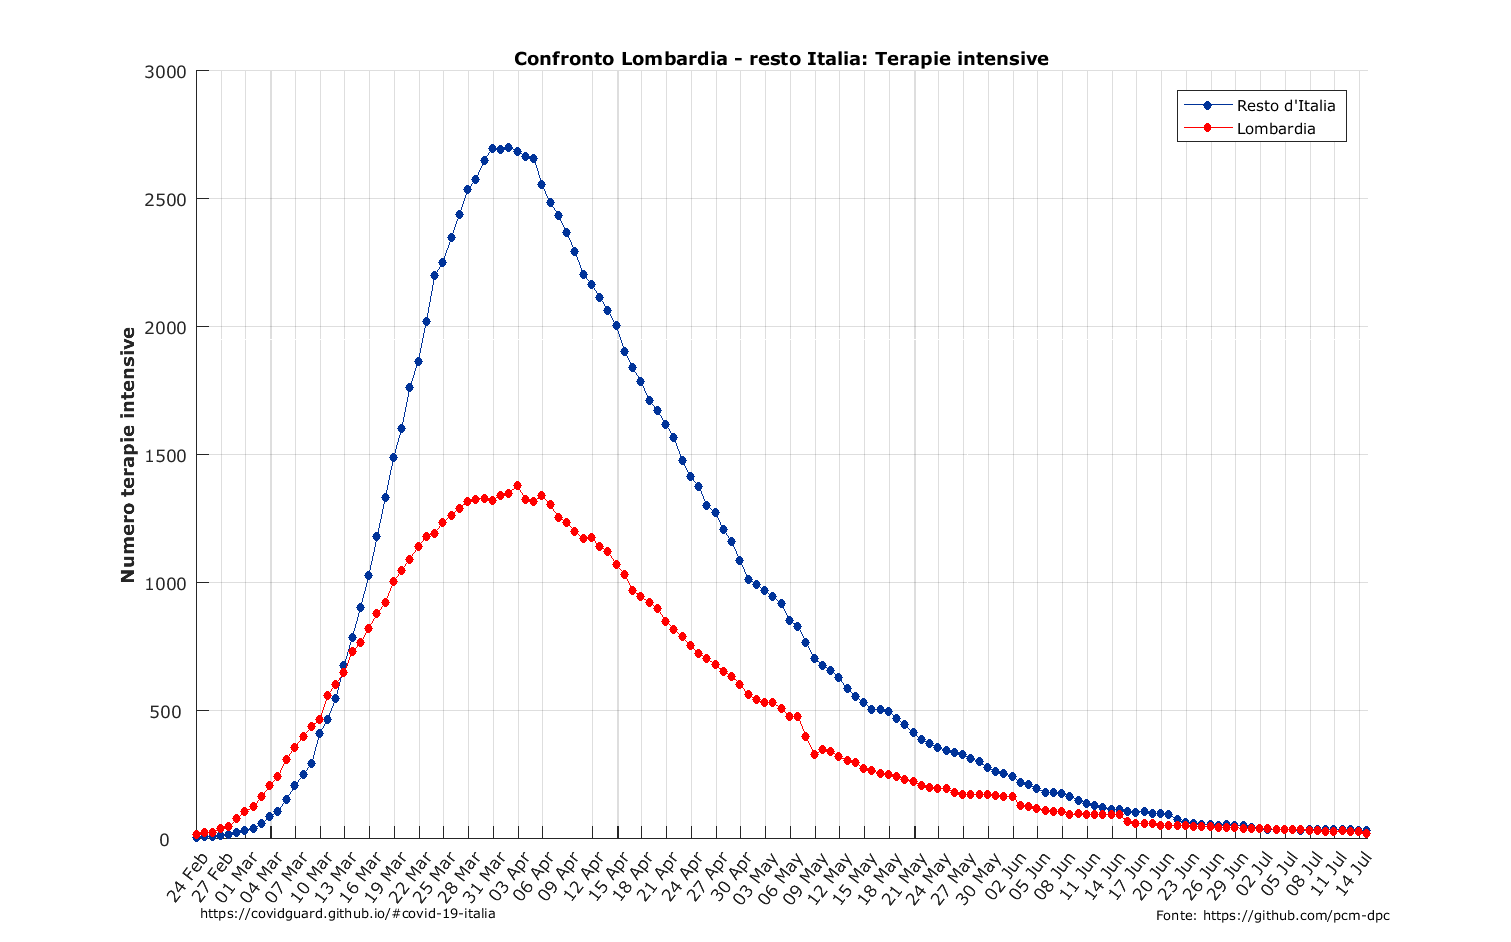 Confronto Lombardia - resto Italia: Terapie intensive
Resto d'Italia
Lombardia
Numero terapie intensive
3000
2500
2000
1500
1000
500
0
24 Feb
27 Feb
01 Mar
04 Mar
07 Mar
10 Mar
13 Mar
16 Mar
19 Mar
22 Mar
25 Mar
28 Mar
31 Mar
03 Apr
06 Apr
09 Apr
12 Apr
15 Apr
18 Apr
21 Apr
24 Apr
27 Apr
30 Apr
03 May
06 May
09 May
12 May
15 May
18 May
21 May
24 May
27 May
30 May
02 Jun
05 Jun
08 Jun
11 Jun
14 Jun
17 Jun
20 Jun
23 Jun
26 Jun
29 Jun
02 Jul
05 Jul
08 Jul
11 Jul
14 Jul
https://covidguard.github.io/#covid-19-italia
Fonte: https://github.com/pcm-dpc